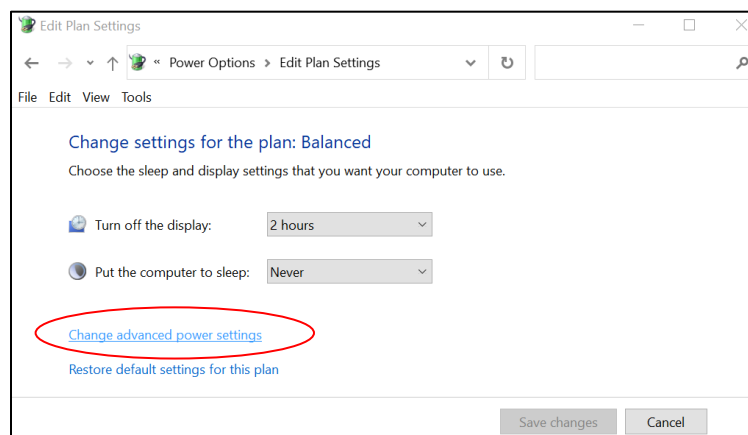 Edit Plan Settings
« Power Options > Edit Plan Settings
File Edit View Tools
Change settings for the plan: Balanced
Choose the sleep and display settings that you want your computer to use.
Turn off the display: 2 hours
Put the computer to sleep: Never
Change advanced power settings
Restore default settings for this plan
Save changes Cancel